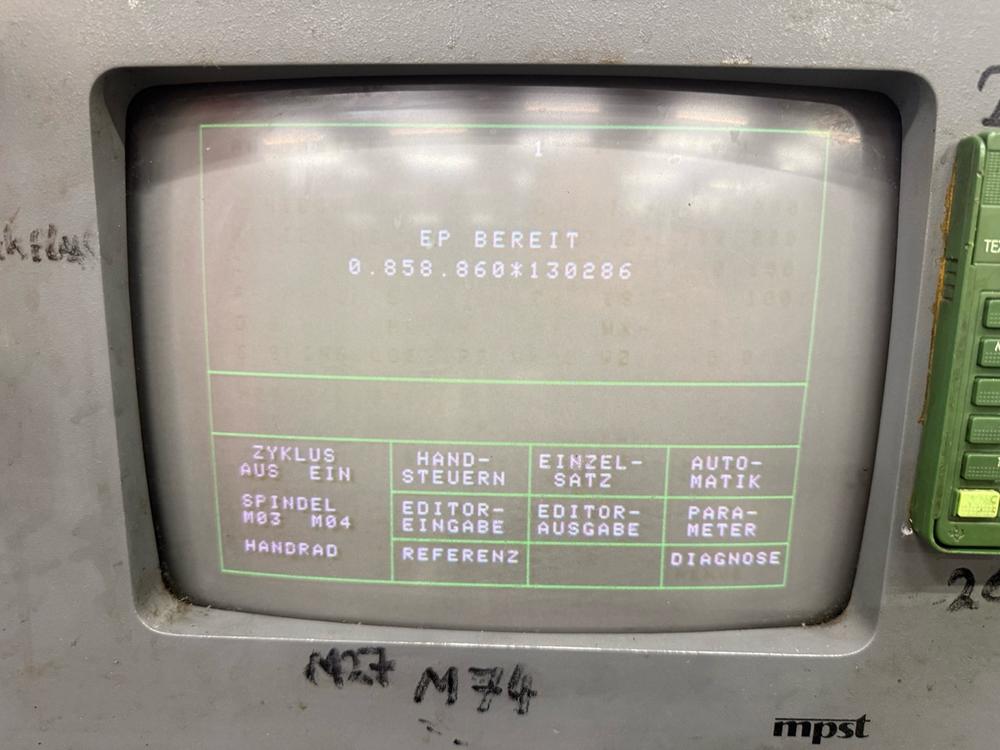 1
EP BEREIT
0.858.860*130286
ZYKLUS
AUS EIN
SPINDEL
M03 M04
HANDRAD
HAND-
STEUERN
EINZEL-
SATZ
AUTO-
MATIK
EDITOR-
EINGABE
EDITOR-
AUSGABE
PARA-
METER
REFERENZ
DIAGNOSE
M27 M74
mpst
TEX